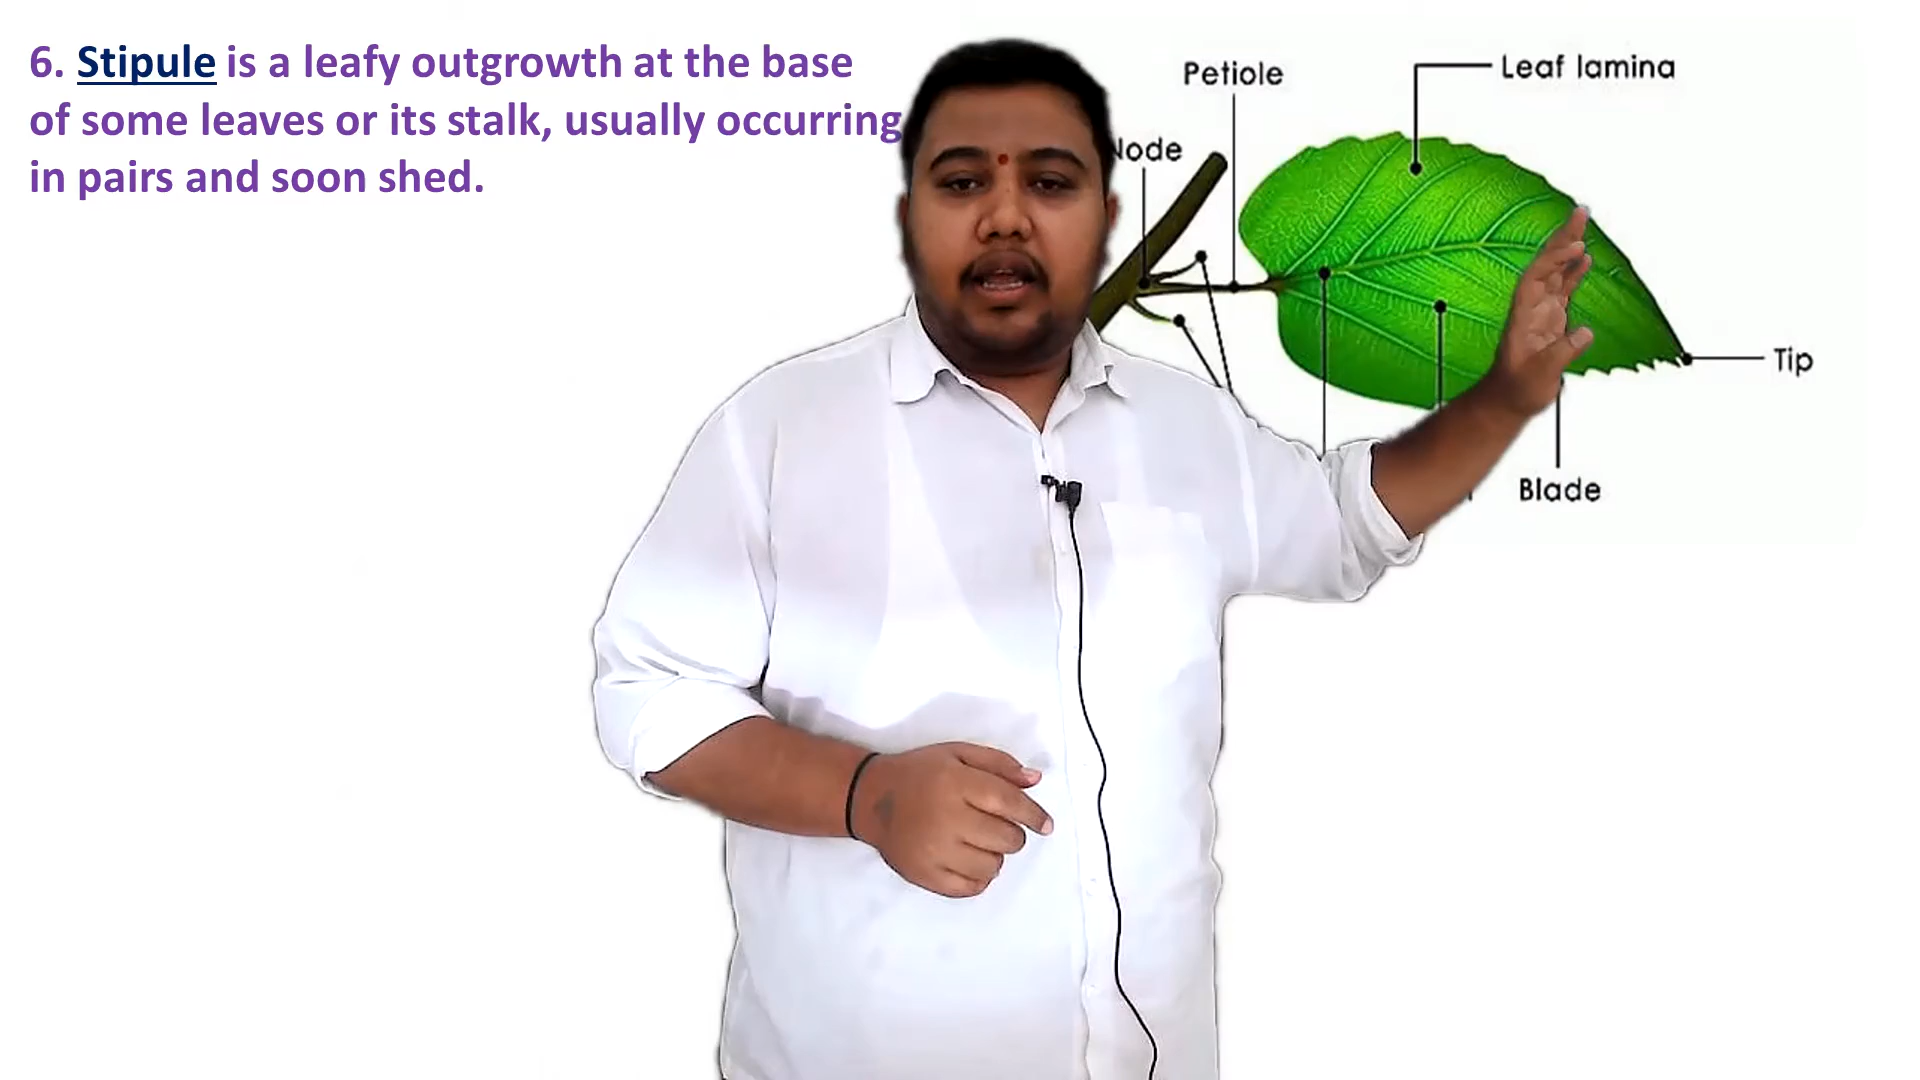 6. Stipule is a leafy outgrowth at the base
of some leaves or its stalk, usually occurring
in pairs and soon shed.
Petiole
Leaf lamina
Node
Tip
Blade